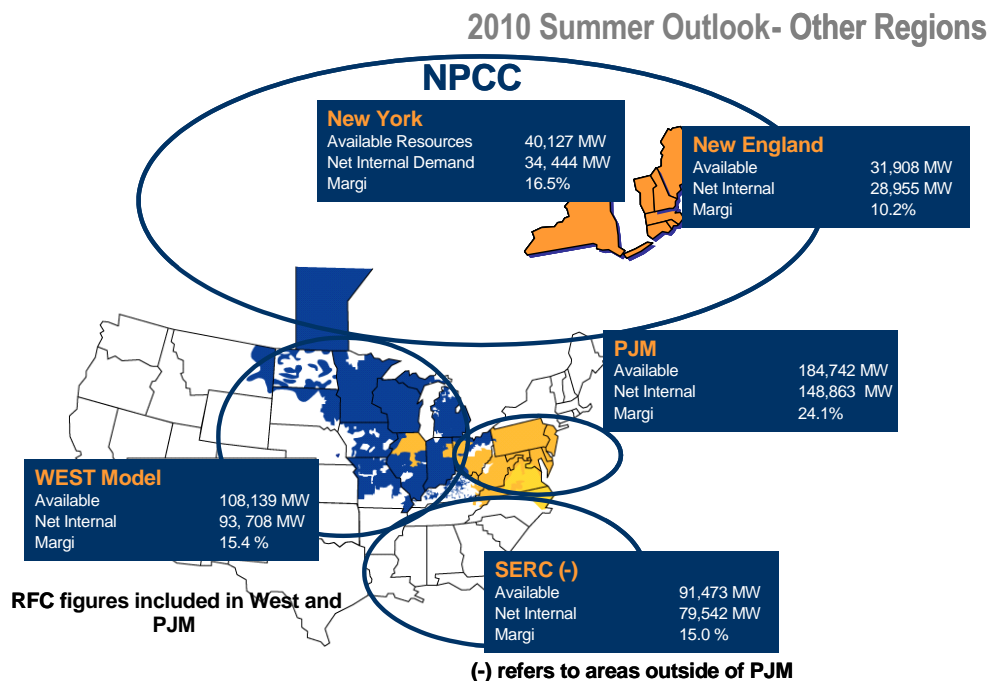 2010 Summer Outlook- Other Regions
NPCC
New York
Available Resources 40,127 MW
Net Internal Demand 34, 444 MW
Margi 16.5%
New England
Available 31,908 MW
Net Internal 28,955 MW
Margi 10.2%
PJM
Available 184,742 MW
Net Internal 148,863 MW
Margi 24.1%
WEST Model
Available 108,139 MW
Net Internal 93, 708 MW
Margi 15.4 %
SERC (-)
Available 91,473 MW
Net Internal 79,542 MW
Margi 15.0 %
RFC figures included in West and
PJM
(-) refers to areas outside of PJM